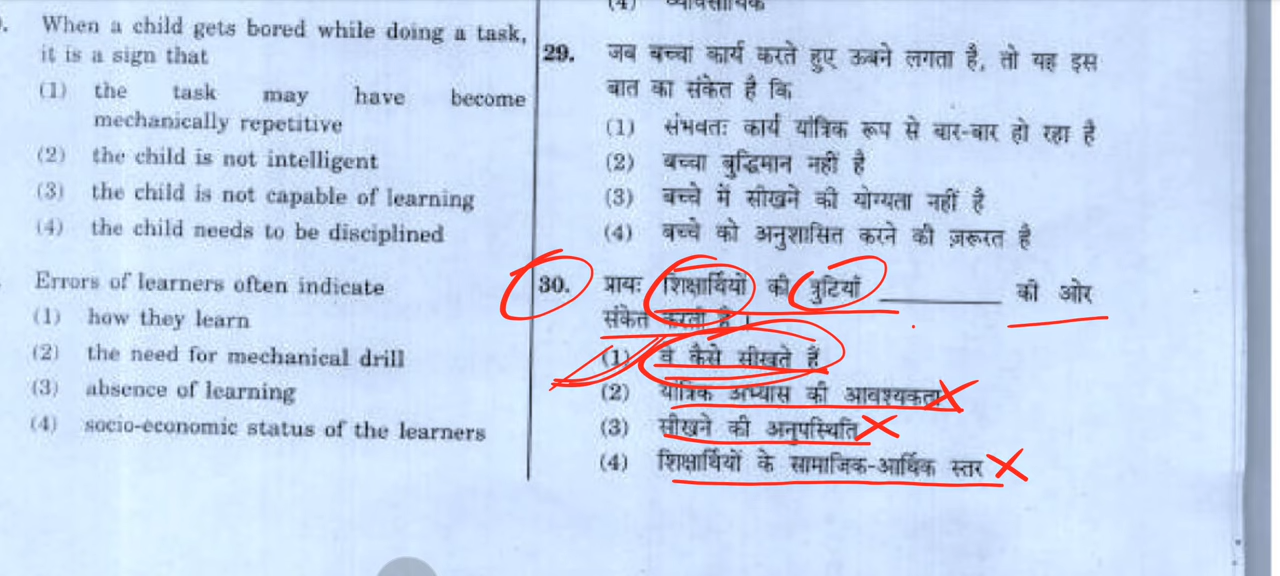 When a child gets bored while doing a task,
it is a sign that
(1) the task may have become
mechanically repetitive
(2) the child is not intelligent
(3) the child is not capable of learning
(4) the child needs to be disciplined
Errors of learners often indicate
(1) how they learn
(2) the need for mechanical drill
(3) absence of learning
(4) socio-economic status of the learners
(4) व्यावसायिक
29. जब बच्चा कार्य करते हुए ऊबने लगता है, तो यह इस
बात का संकेत है कि
(1) संभवतः कार्य यांत्रिक रूप से बार-बार हो रहा है
(2) बच्चा बुद्धिमान नहीं है
(3) बच्चे में सीखने की योग्यता नहीं है
(4) बच्चे को अनुशासित करने की ज़रूरत है
30. प्रायः शिक्षार्थियों की त्रुटियाँ ________ की ओर
संकेत करती हैं ।
(1) वे कैसे सीखते हैं
(2) यांत्रिक अभ्यास की आवश्यकता
(3) सीखने की अनुपस्थिति
(4) शिक्षार्थियों के सामाजिक-आर्थिक स्तर